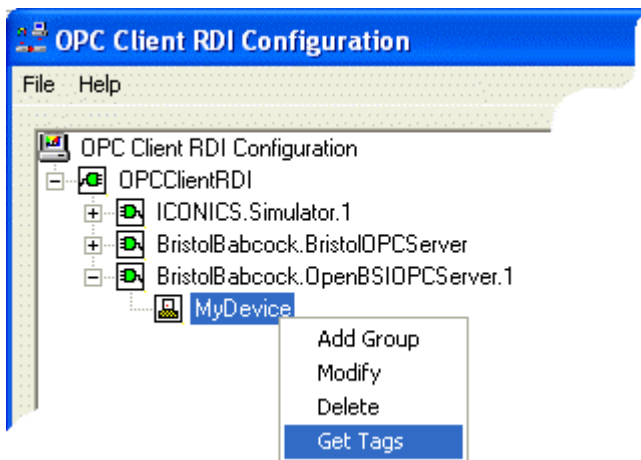 OPC Client RDI Configuration
File Help
OPC Client RDI Configuration
OPCClientRDI
ICONICS.Simulator.1
BristolBabcock.BristolOPCServer
BristolBabcock.OpenBSIOPCServer.1
MyDevice
Add Group
Modify
Delete
Get Tags